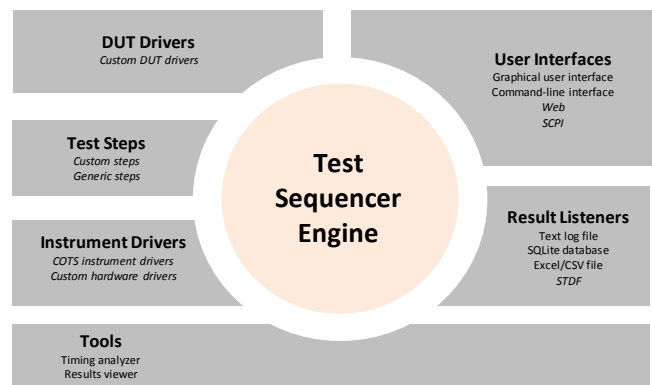 DUT Drivers
Custom DUT drivers
Test Steps
Custom steps
Generic steps
Instrument Drivers
COTS instrument drivers
Custom hardware drivers
Tools
Timing analyzer
Results viewer
Test
Sequencer
Engine
User Interfaces
Graphical user interface
Command-line interface
Web
SCPI
Result Listeners
Text log file
SQLite database
Excel/CSV file
STDF